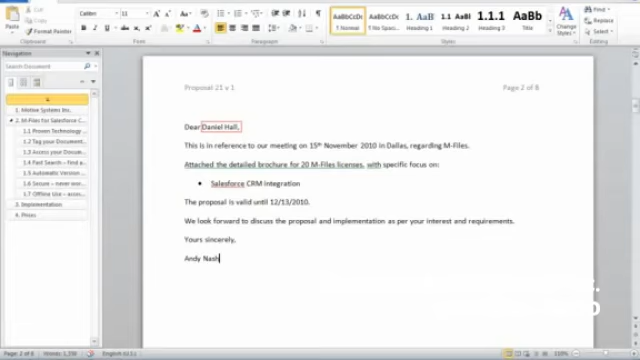 Cut
Copy
Paste
Format Painter
Calibri
11
AaBbCcDc
AaBbCcDc
1. AaB
1.1 AaB
1.1.1
AaBb
T Normal
T No Spaci...
Heading 1
Heading 2
Heading 3
Title
Change
Styles
Find
Replace
Select
Clipboard
Font
Paragraph
Styles
Editing
Navigation
Search Document
1. Motive Systems Inc.
2. M-Files for Salesforce C...
1.1 Proven Technology ...
1.2 Tag your Document...
1.3 Access your Docum...
1.4 Fast Search – Find y...
1.5 Automatic Version ...
1.6 Secure – never wor...
1.7 Offline Use – acces...
3. Implementation
4. Prices
Proposal 21 v 1
Page 2 of 8
Dear Daniel Hall,
This is in reference to our meeting on 15th November 2010 in Dallas, regarding M-Files.
Attached the detailed brochure for 20 M-Files licenses, with specific focus on:
• Salesforce CRM integration
The proposal is valid until 12/13/2010.
We look forward to discuss the proposal and implementation as per your interest and requirements.
Yours sincerely,
Andy Nash
Page: 2 of 8
English (U.S.)